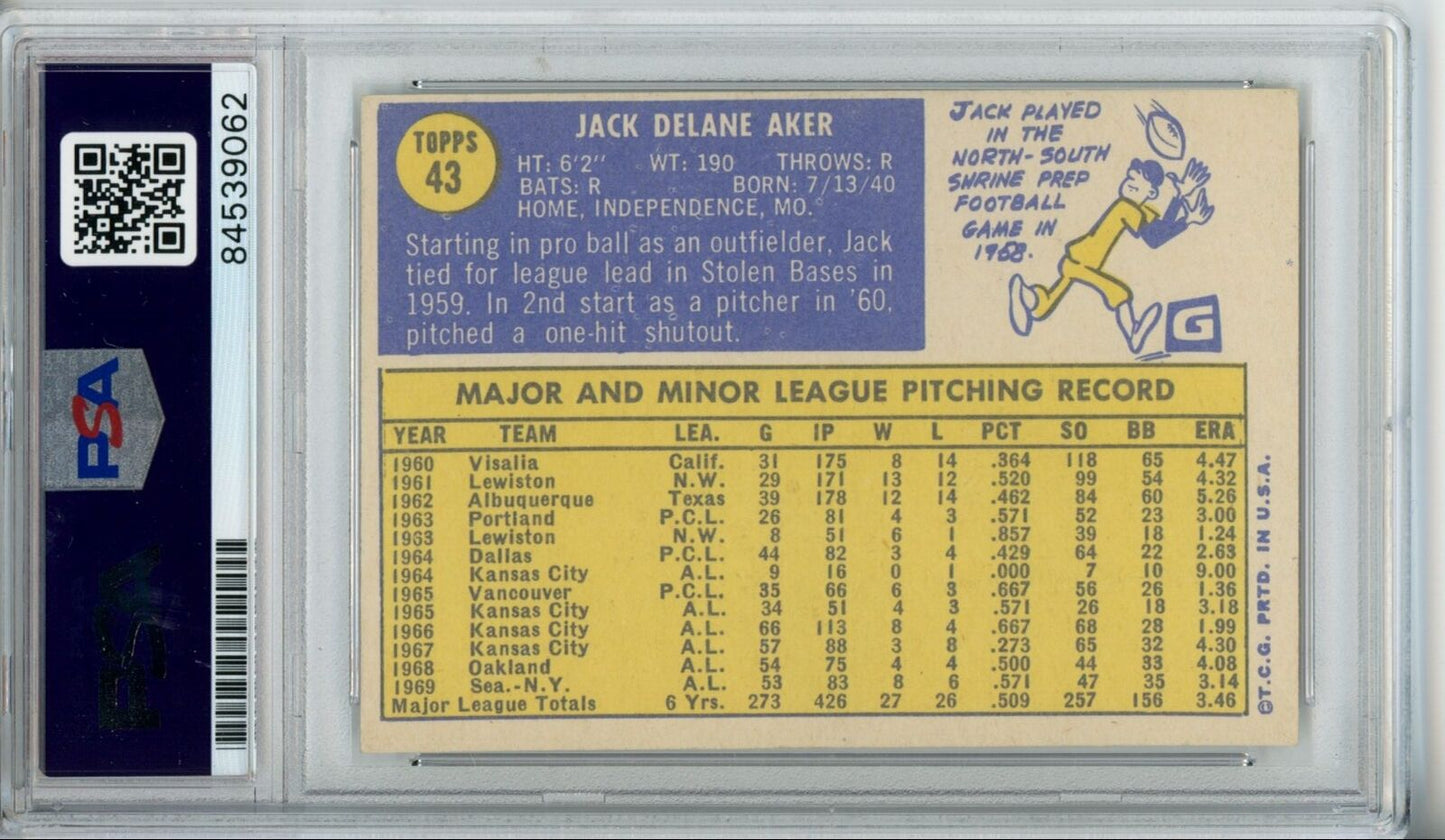 84539062
PSA
TOPPS
43
JACK DELANE AKER
HT: 6'2" WT: 190 THROWS: R
BATS: R BORN: 7/13/40
HOME, INDEPENDENCE, MO.
Starting in pro ball as an outfielder, Jack
tied for league lead in Stolen Bases in
1959. In 2nd start as a pitcher in '60,
pitched a one-hit shutout.
JACK PLAYED
IN THE
NORTH-SOUTH
SHRINE PREP
FOOTBALL
GAME IN
1958.
G
MAJOR AND MINOR LEAGUE PITCHING RECORD
YEAR TEAM LEA. G IP W L PCT SO BB ERA
1960 Visalia Calif. 31 175 8 14 .364 118 65 4.47
1961 Lewiston N.W. 29 171 13 12 .520 99 54 4.32
1962 Albuquerque Texas 39 178 12 14 .462 84 60 5.26
1963 Portland P.C.L. 26 81 4 3 .571 52 23 3.00
1963 Lewiston N.W. 8 51 6 1 .857 39 18 1.24
1964 Dallas P.C.L. 44 82 3 4 .429 64 22 2.63
1964 Kansas City A.L. 9 16 0 1 .000 7 10 9.00
1965 Vancouver P.C.L. 35 66 6 3 .667 56 26 1.36
1965 Kansas City A.L. 34 51 4 3 .571 26 18 3.18
1966 Kansas City A.L. 66 113 8 4 .667 68 28 1.99
1967 Kansas City A.L. 57 88 3 8 .273 65 32 4.30
1968 Oakland A.L. 54 75 4 4 .500 44 33 4.08
1969 Sea.-N.Y. A.L. 53 83 8 6 .571 47 35 3.14
Major League Totals 6 Yrs. 273 426 27 26 .509 257 156 3.46
©T.C.G. PRTD. IN U.S.A.
PSA